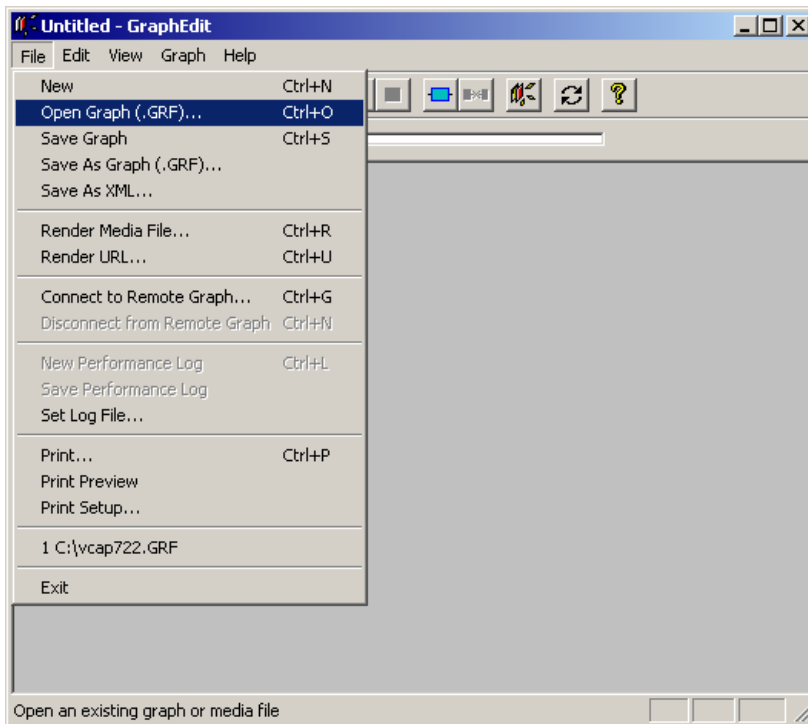 Untitled - GraphEdit
File Edit View Graph Help
New Ctrl+N
Open Graph (.GRF)... Ctrl+O
Save Graph Ctrl+S
Save As Graph (.GRF)...
Save As XML...
Render Media File... Ctrl+R
Render URL... Ctrl+U
Connect to Remote Graph... Ctrl+G
Disconnect from Remote Graph Ctrl+N
New Performance Log Ctrl+L
Save Performance Log
Set Log File...
Print... Ctrl+P
Print Preview
Print Setup...
1 C:\vcap722.GRF
Exit
Open an existing graph or media file